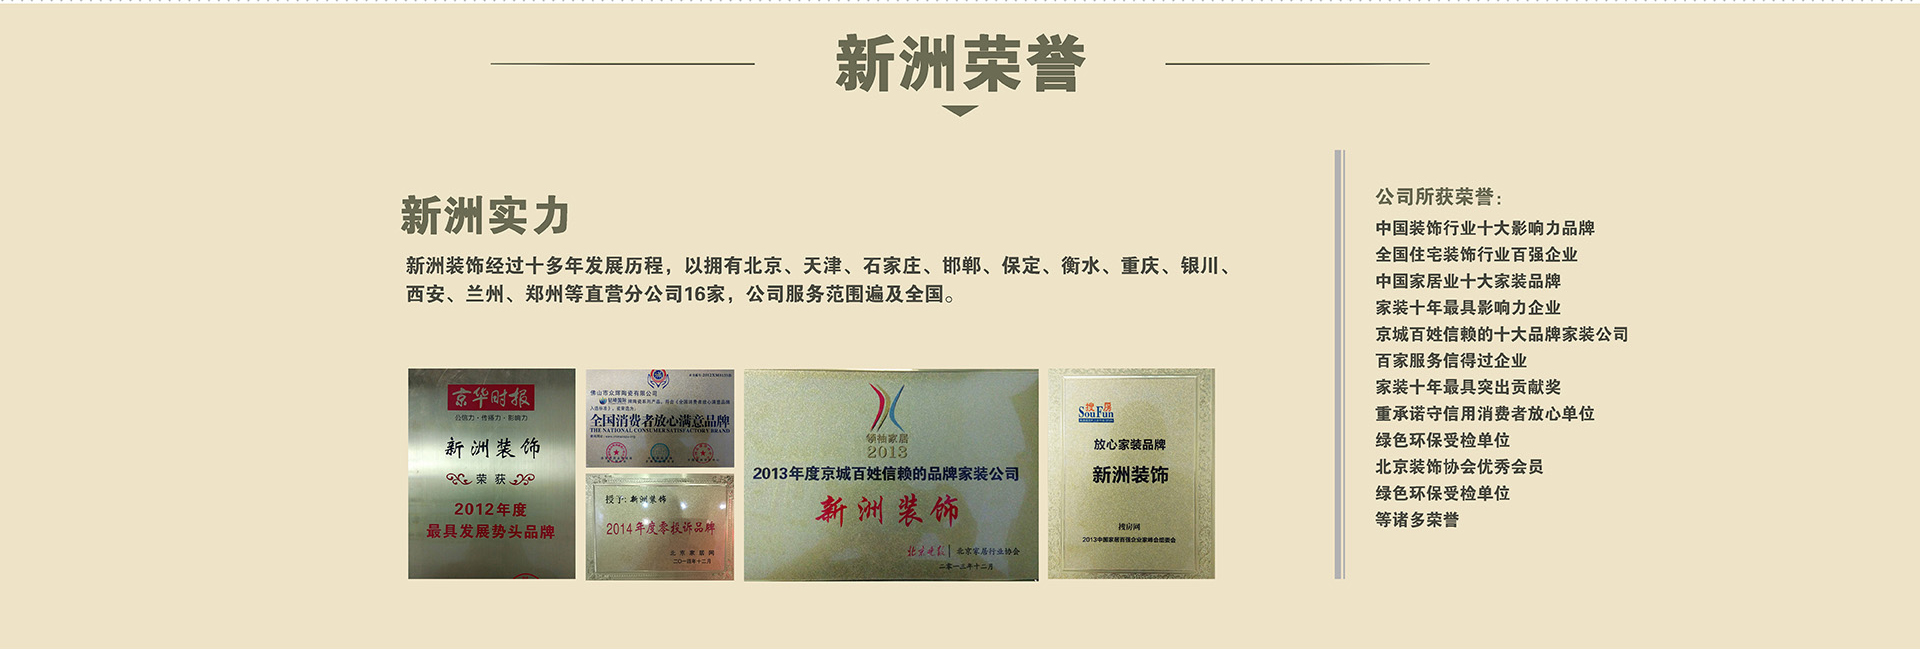 新洲荣誉
新洲实力
新洲装饰经过十多年发展历程，以拥有北京、天津、石家庄、邯郸、保定、衡水、重庆、银川、
西安、兰州、郑州等直营分公司16家，公司服务范围遍及全国。
京华时报
公信力·传播力·影响力
新洲装饰
荣获
2012年度
最具发展势头品牌
佛山市众辉陶瓷有限公司
全国消费者放心满意品牌
THE NATIONAL CONSUMER SATISFACTORY BRAND
授予：新洲装饰
2014年度零投诉品牌
北京家居网
二〇一四年十二月
领袖家居
2013
2013年度京城百姓信赖的品牌家装公司
新洲装饰
北京晚报 | 北京家居行业协会
二零一三年十二月
搜房
SouFun
放心家装品牌
新洲装饰
搜房网
2013中国家居百强企业家峰会组委会
公司所获荣誉：
中国装饰行业十大影响力品牌
全国住宅装饰行业百强企业
中国家居业十大家装品牌
家装十年最具影响力企业
京城百姓信赖的十大品牌家装公司
百家服务信得过企业
家装十年最具突出贡献奖
重承诺守信用消费者放心单位
绿色环保受检单位
北京装饰协会优秀会员
绿色环保受检单位
等诸多荣誉